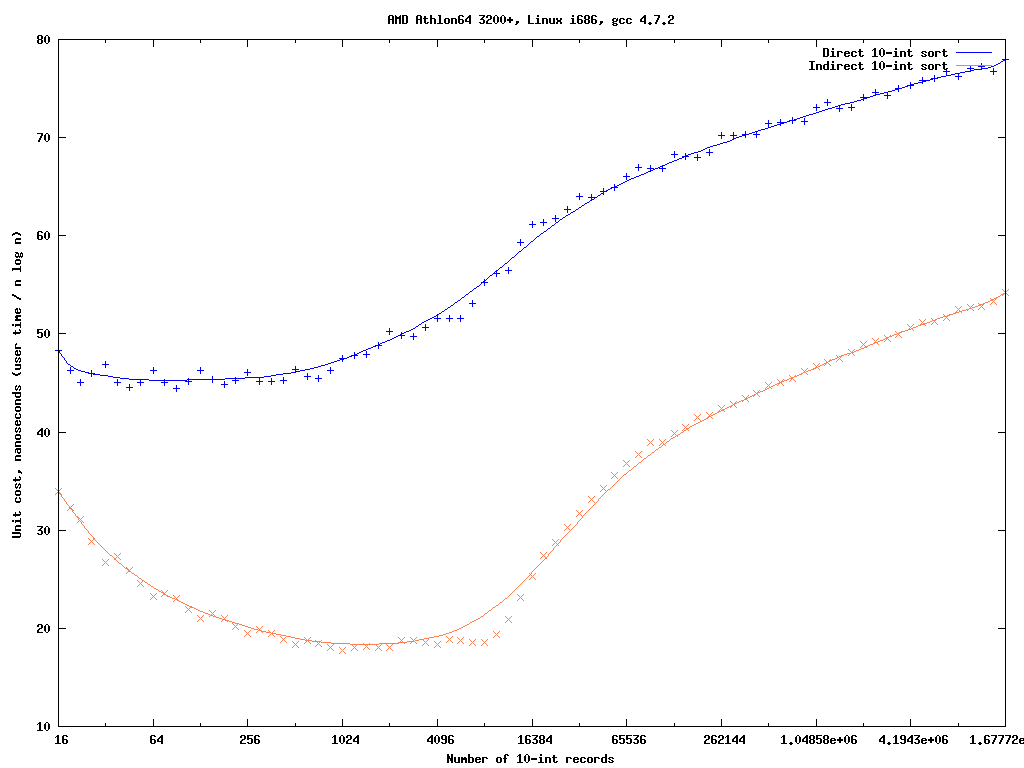 AMD Athlon64 3200+, Linux i686, gcc 4.7.2
Direct 10-int sort
Indirect 10-int sort
80
70
60
50
40
30
20
10
Unit cost, nanoseconds (user time / n log n)
16 64 256 1024 4096 16384 65536 262144 1.04858e+06 4.1943e+06 1.67772e
Number of 10-int records